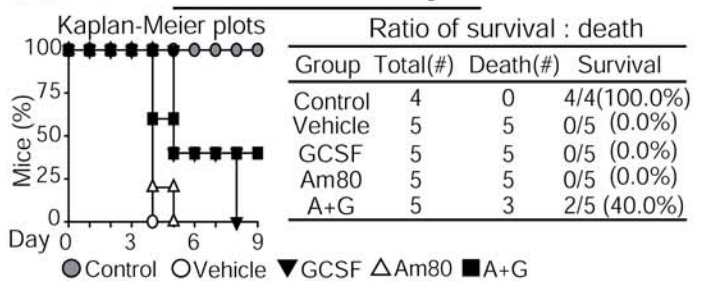 Kaplan-Meier plots
100
75
50
25
0
Mice (%)
Day 0 3 6 9
Ratio of survival : death
Group Total(#) Death(#) Survival
Control 4 0 4/4(100.0%)
Vehicle 5 5 0/5 (0.0%)
GCSF 5 5 0/5 (0.0%)
Am80 5 5 0/5 (0.0%)
A+G 5 3 2/5 (40.0%)
Control Vehicle GCSF Am80 A+G